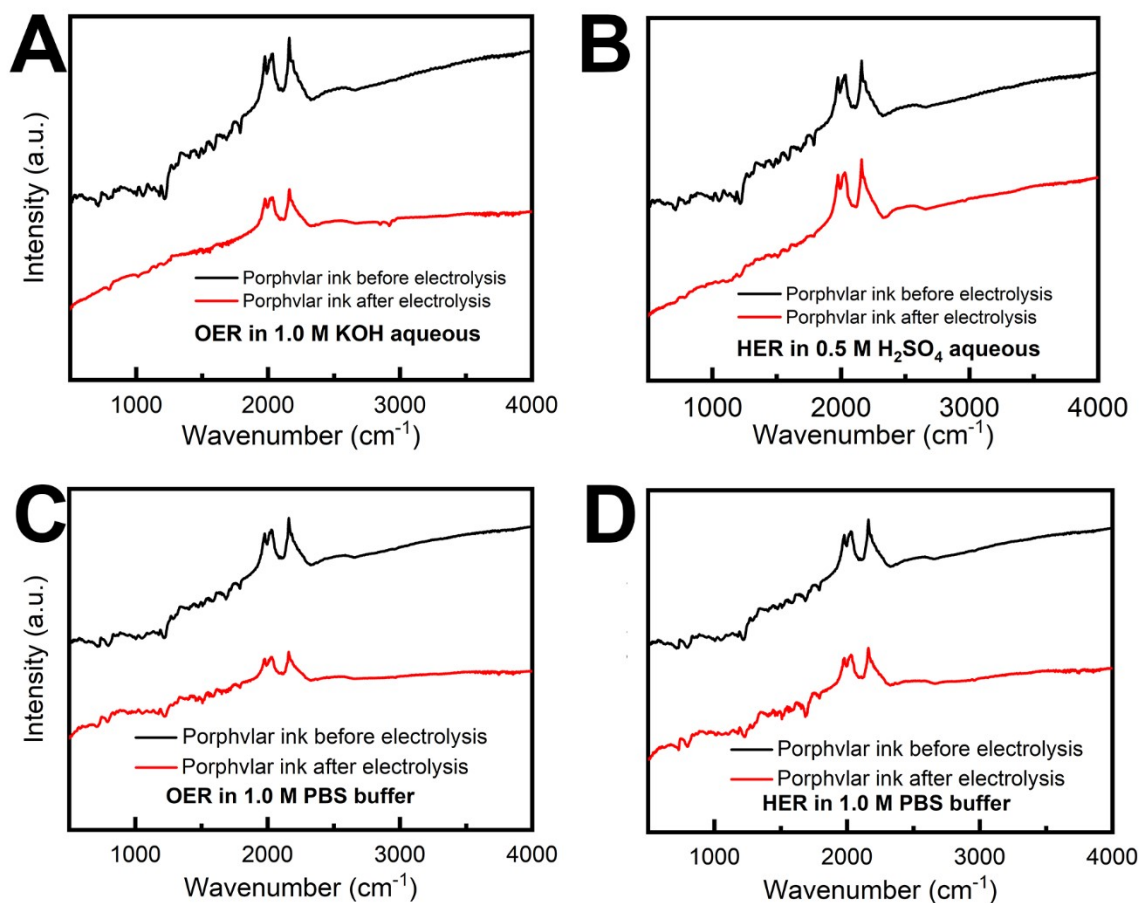 A
Intensity (a.u.)
Porphvlar ink before electrolysis
Porphvlar ink after electrolysis
OER in 1.0 M KOH aqueous
1000 2000 3000 4000
Wavenumber (cm⁻¹)
B
Porphvlar ink before electrolysis
Porphvlar ink after electrolysis
HER in 0.5 M H₂SO₄ aqueous
1000 2000 3000 4000
Wavenumber (cm⁻¹)
C
Intensity (a.u.)
Porphvlar ink before electrolysis
Porphvlar ink after electrolysis
OER in 1.0 M PBS buffer
1000 2000 3000 4000
Wavenumber (cm⁻¹)
D
Porphvlar ink before electrolysis
Porphvlar ink after electrolysis
HER in 1.0 M PBS buffer
1000 2000 3000 4000
Wavenumber (cm⁻¹)